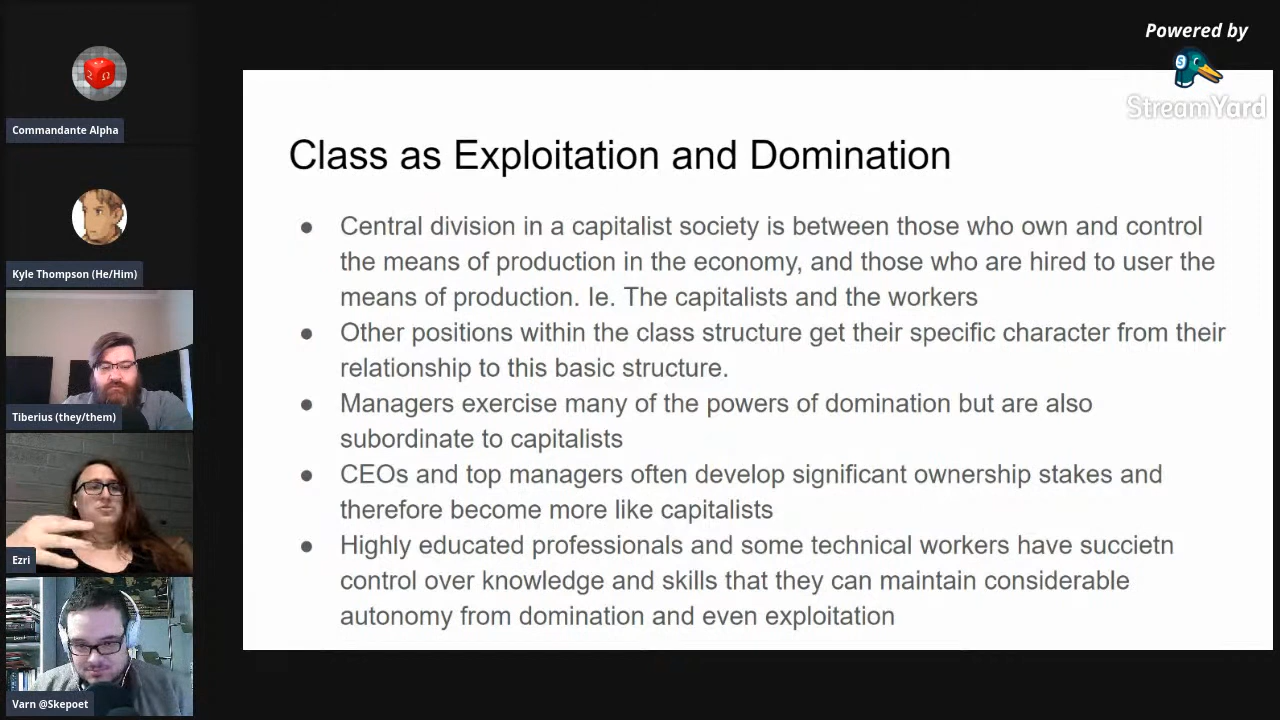 Powered by
StreamYard
Commandante Alpha
Kyle Thompson (He/Him)
Tiberius (they/them)
Ezri
Varn @Skepoet
Class as Exploitation and Domination
● Central division in a capitalist society is between those who own and control
the means of production in the economy, and those who are hired to user the
means of production. Ie. The capitalists and the workers
● Other positions within the class structure get their specific character from their
relationship to this basic structure.
● Managers exercise many of the powers of domination but are also
subordinate to capitalists
● CEOs and top managers often develop significant ownership stakes and
therefore become more like capitalists
● Highly educated professionals and some technical workers have succietn
control over knowledge and skills that they can maintain considerable
autonomy from domination and even exploitation